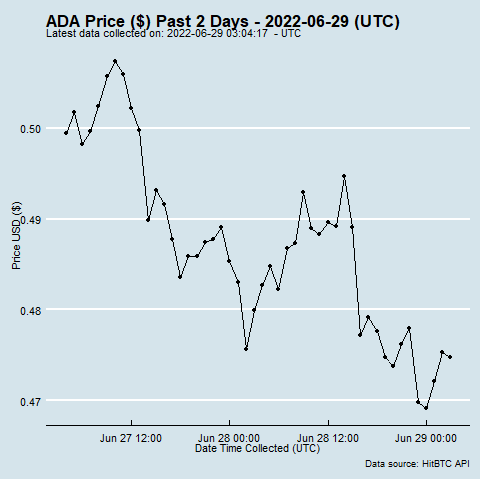 ADA Price ($) Past 2 Days - 2022-06-29 (UTC)
Latest data collected on: 2022-06-29 03:04:17 - UTC
0.50
0.49
0.48
0.47
Price USD ($)
Jun 27 12:00
Jun 28 00:00
Jun 28 12:00
Jun 29 00:00
Date Time Collected (UTC)
Data source: HitBTC API